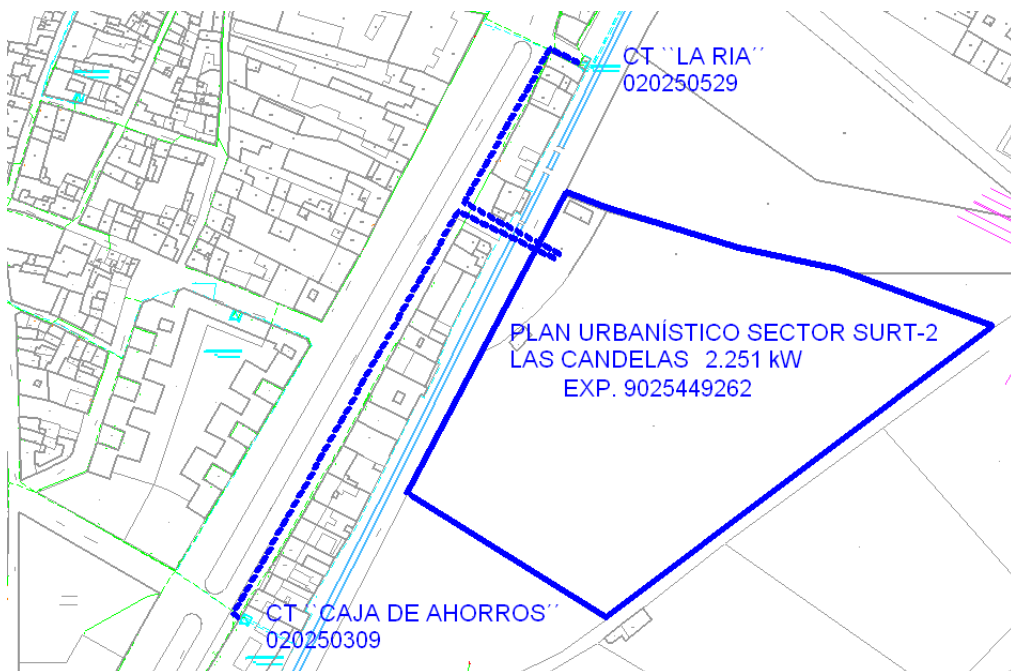 CT ``LA RIA´´
020250529
PLAN URBANÍSTICO SECTOR SURT-2
LAS CANDELAS 2.251 kW
EXP. 9025449262
CT ``CAJA DE AHORROS´´
020250309